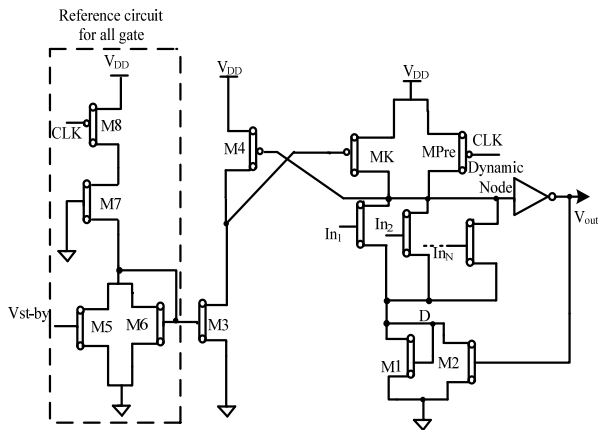 Reference circuit
for all gate
VDD
VDD
VDD
CLK
M8
M4
MK
MPre
CLK
Dynamic
Node
M7
Vout
In1
In2
InN
Vst-by
M5
M6
M3
D
M1
M2